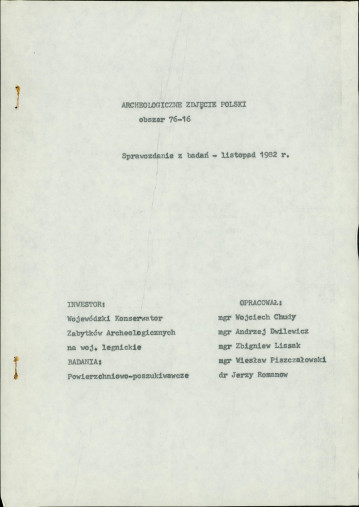 ARCHEOLOGICZNE ZDJĘCIE POLSKI
obszar 76-16
Sprawozdanie z badań - listopad 1982 r.
INWESTOR:
Wojewódzki Konserwator
Zabytków Archeologicznych
na woj. legnickie
BADANIA:
Powierzchniowo-poszukiwawcze
OPRACOWAŁ:
mgr Wojciech Chudy
mgr Andrzej Dwilewicz
mgr Zbigniew Lissak
mgr Wiesław Piszczałowski
dr Jerzy Romanow